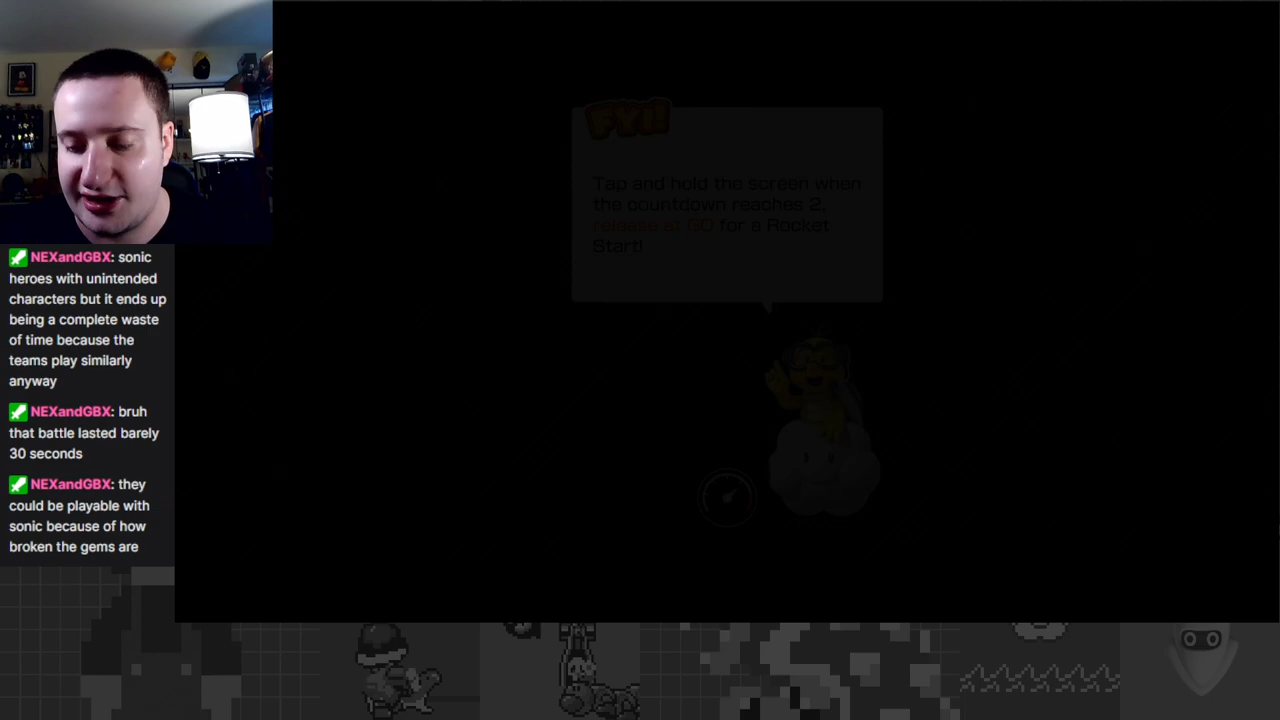 FYI!
Tap and hold the screen when
the countdown reaches 2,
release at GO for a Rocket
Start!
NEXandGBX: sonic
heroes with unintended
characters but it ends up
being a complete waste
of time because the
teams play similarly
anyway
NEXandGBX: bruh
that battle lasted barely
30 seconds
NEXandGBX: they
could be playable with
sonic because of how
broken the gems are